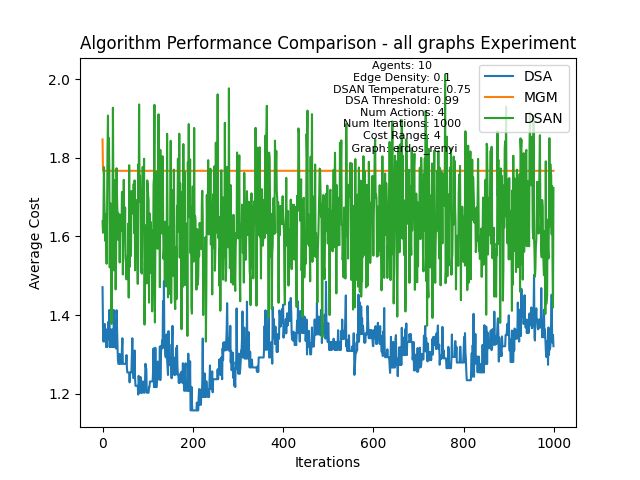 Algorithm Performance Comparison - all graphs Experiment
Agents: 10
Edge Density: 0.1
DSAN Temperature: 0.75
DSA Threshold: 0.99
Num Actions: 4
Num Iterations: 1000
Cost Range: 4
Graph: erdos_renyi
DSA
MGM
DSAN
2.0
1.8
1.6
1.4
1.2
Average Cost
0
200
400
600
800
1000
Iterations